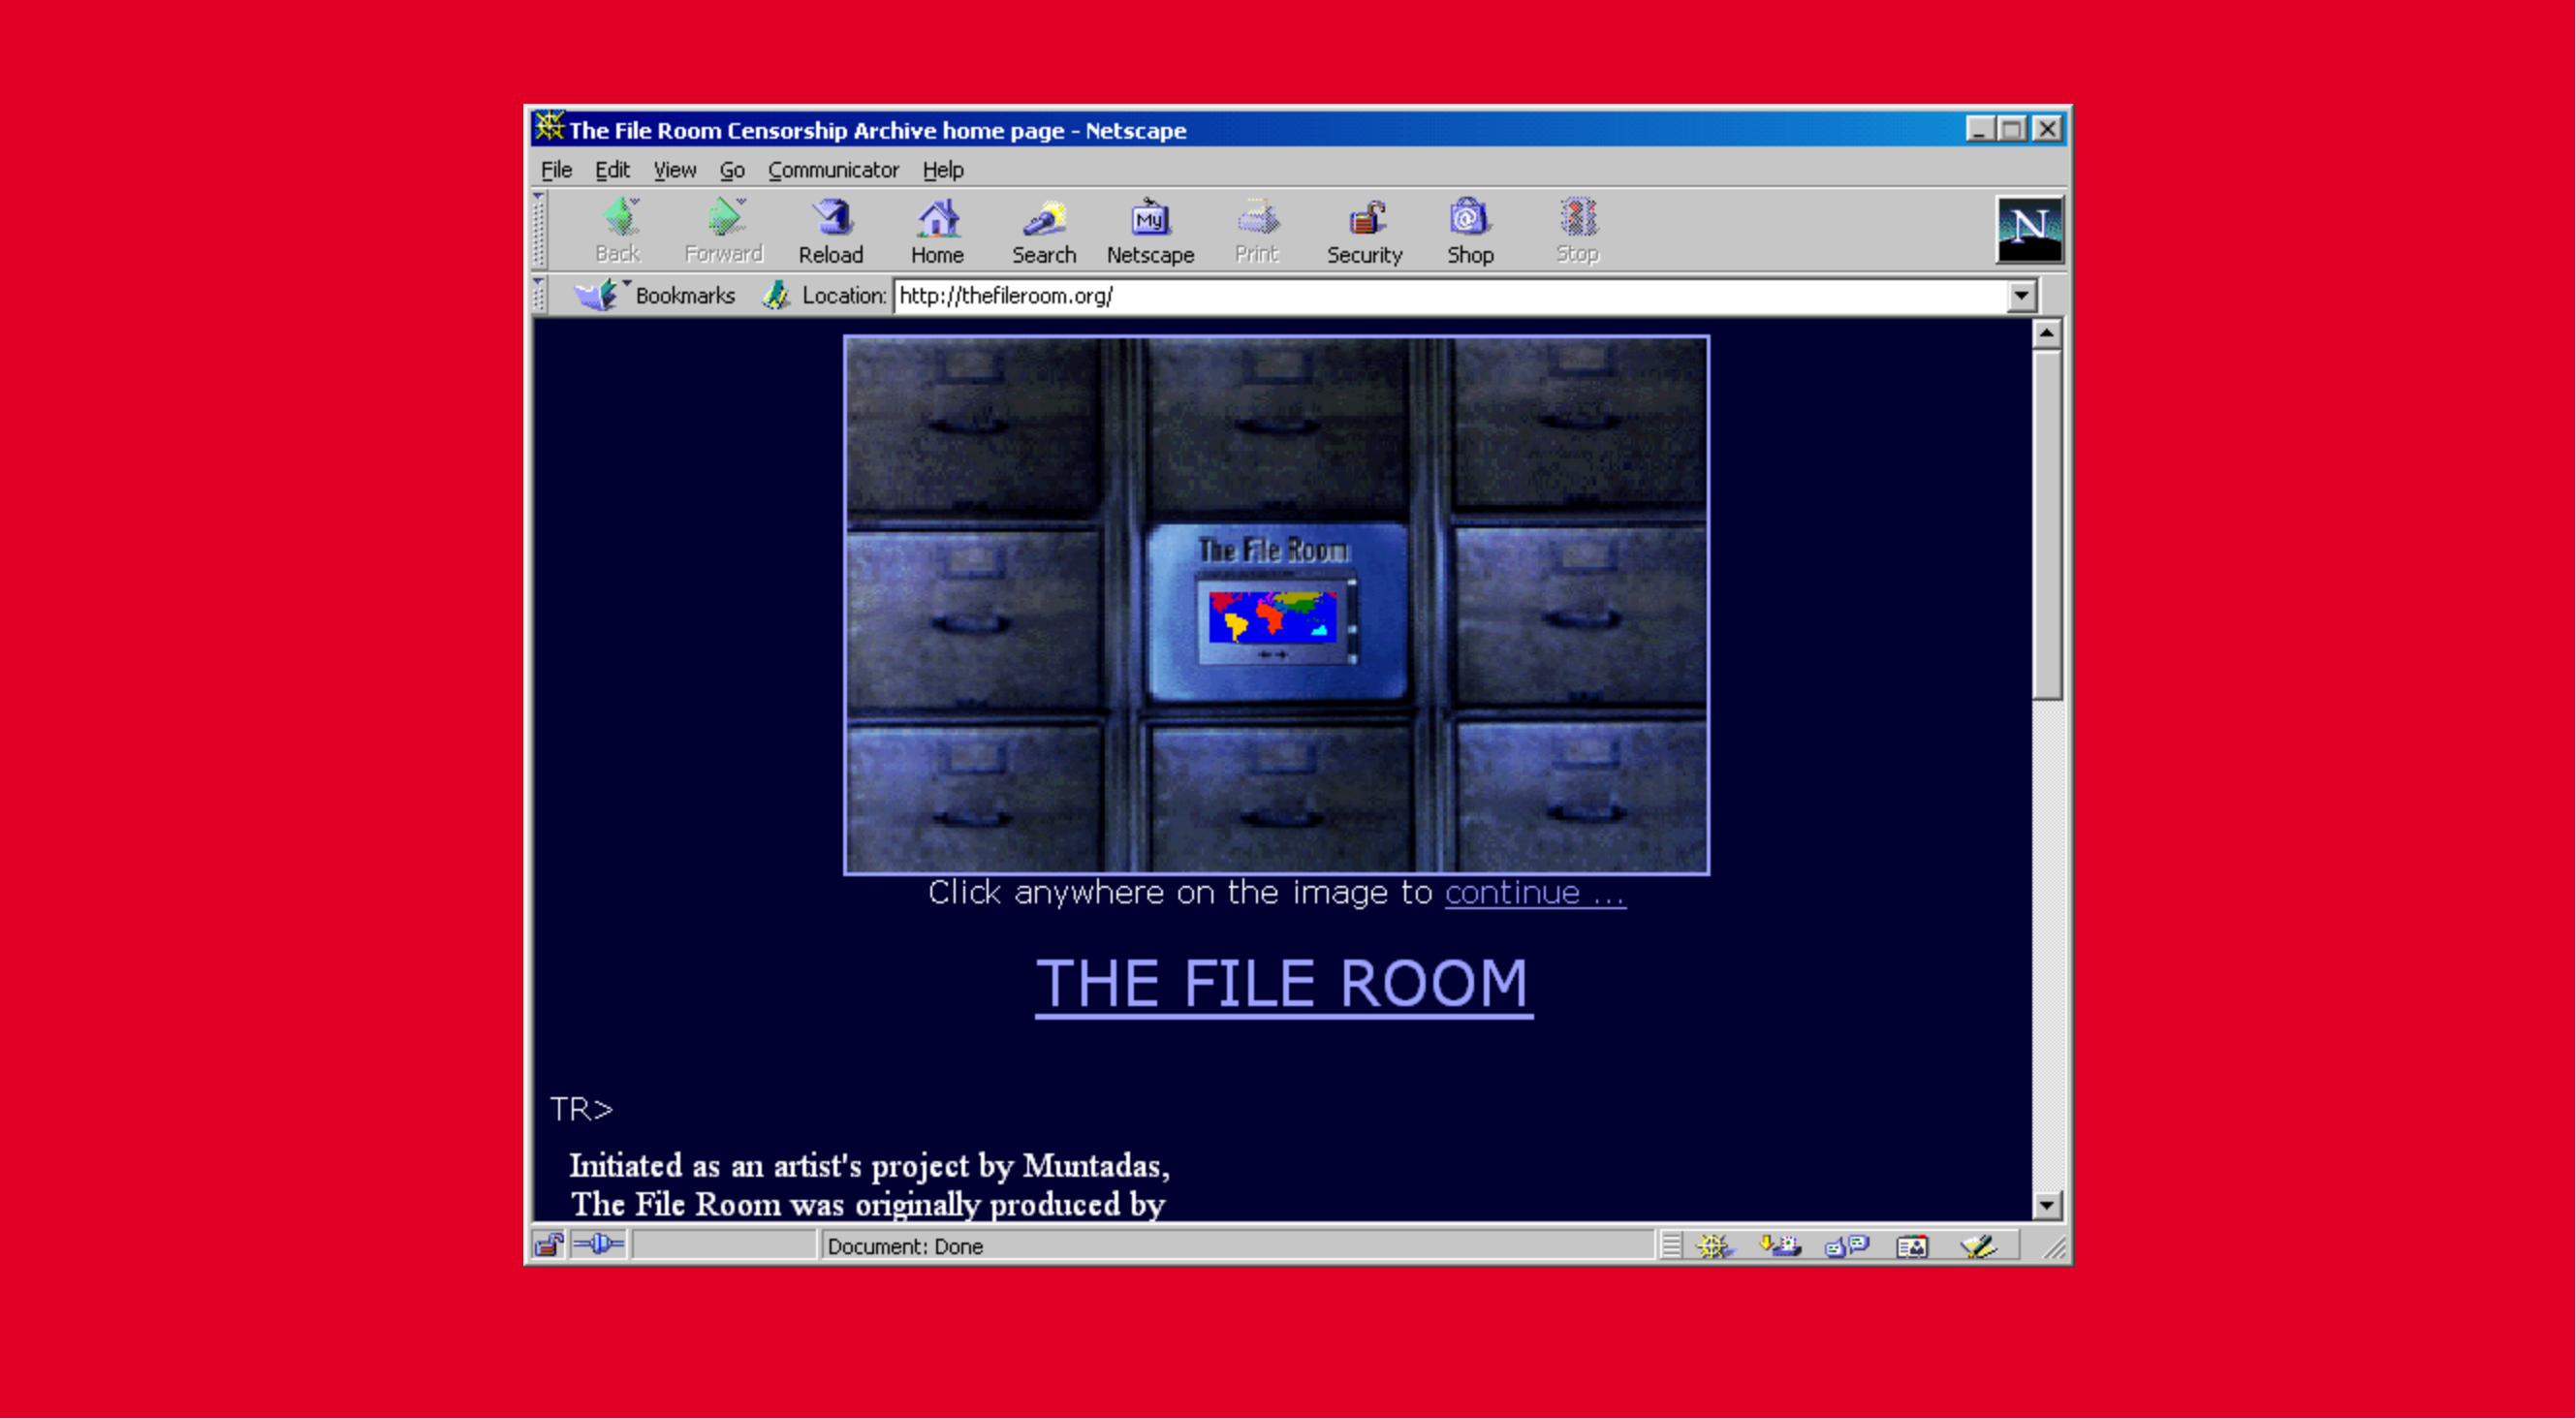 The File Room Censorship Archive home page - Netscape
File Edit View Go Communicator Help
My
N
Back Forward Reload Home Search Netscape Print Security Shop Stop
Bookmarks Location: http://thefileroom.org/
The File Room
Click anywhere on the image to continue ...
THE FILE ROOM
TR>
Initiated as an artist's project by Muntadas,
The File Room was originally produced by
Document: Done